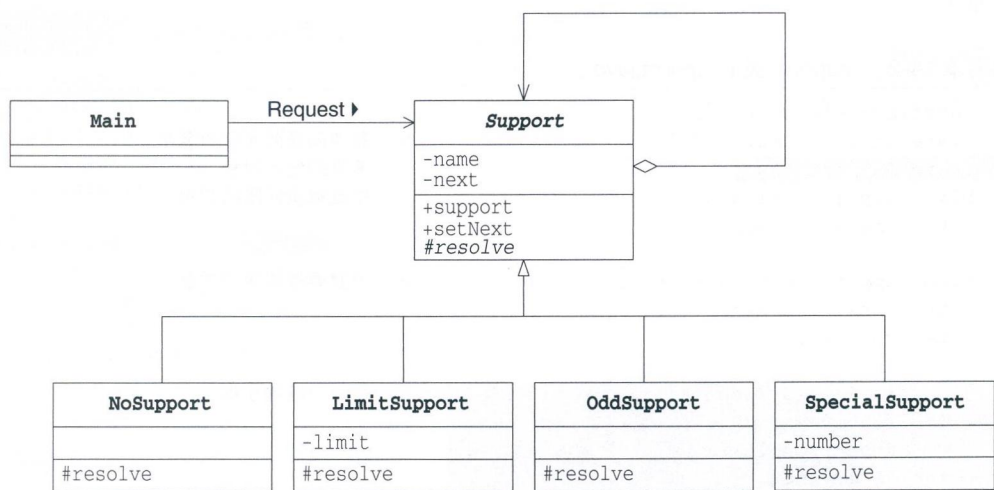 Main
Request
Support
-name
-next
+support
+setNext
#resolve
NoSupport
#resolve
LimitSupport
-limit
#resolve
OddSupport
#resolve
SpecialSupport
-number
#resolve